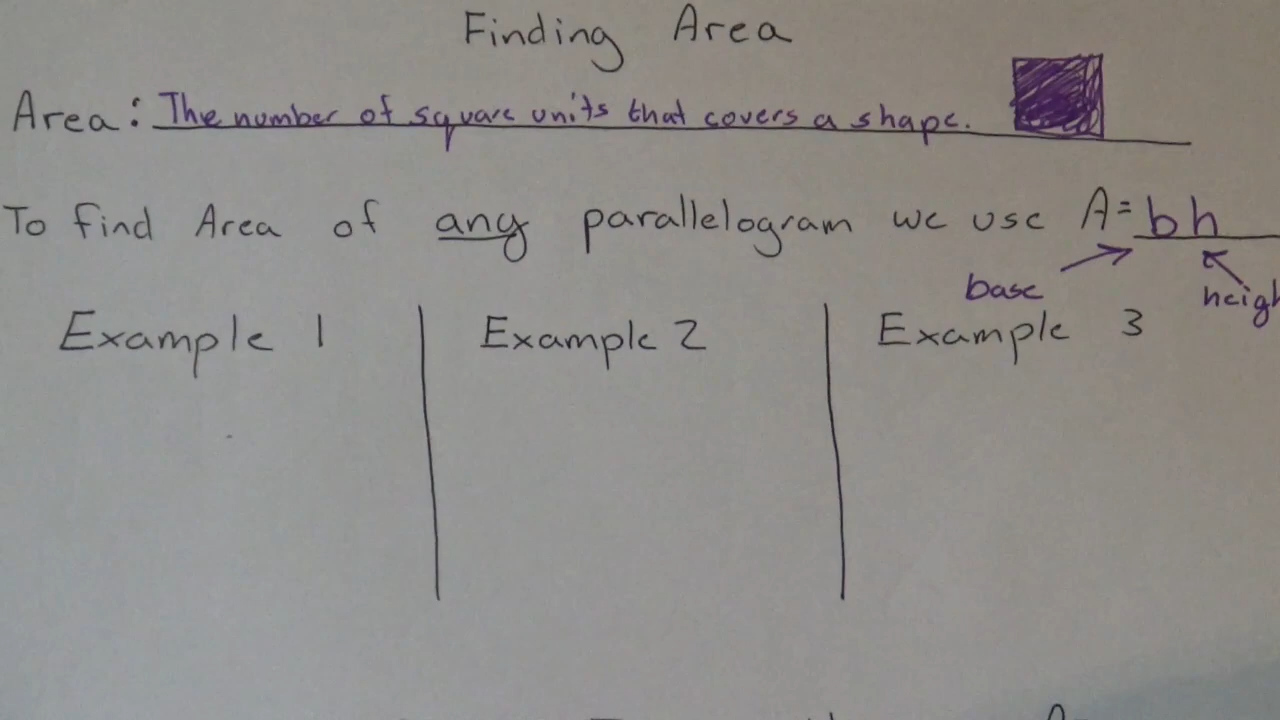 Finding Area
Area: The number of square units that covers a shape.
To find Area of any parallelogram we use A=bh
base
Example 1 Example 2 Example 3